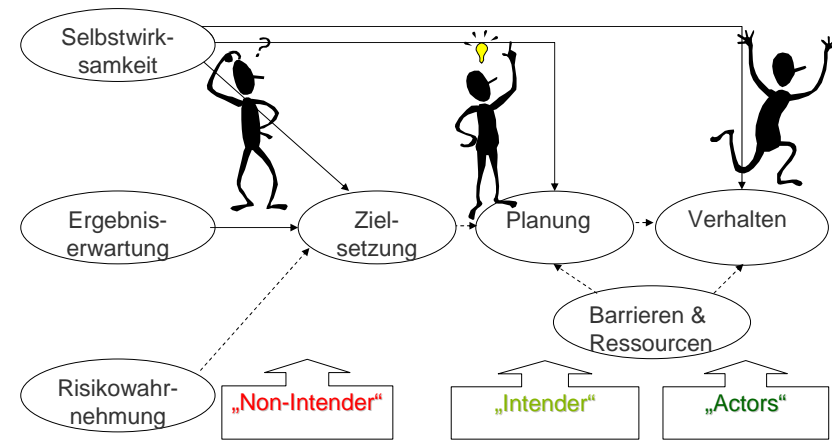 Selbstwirk-
samkeit
?
Ergebnis-
erwartung
Ziel-
setzung
Planung
Verhalten
Barrieren &
Ressourcen
Risikowahr-
nehmung
„Non-Intender“
„Intender“
„Actors“